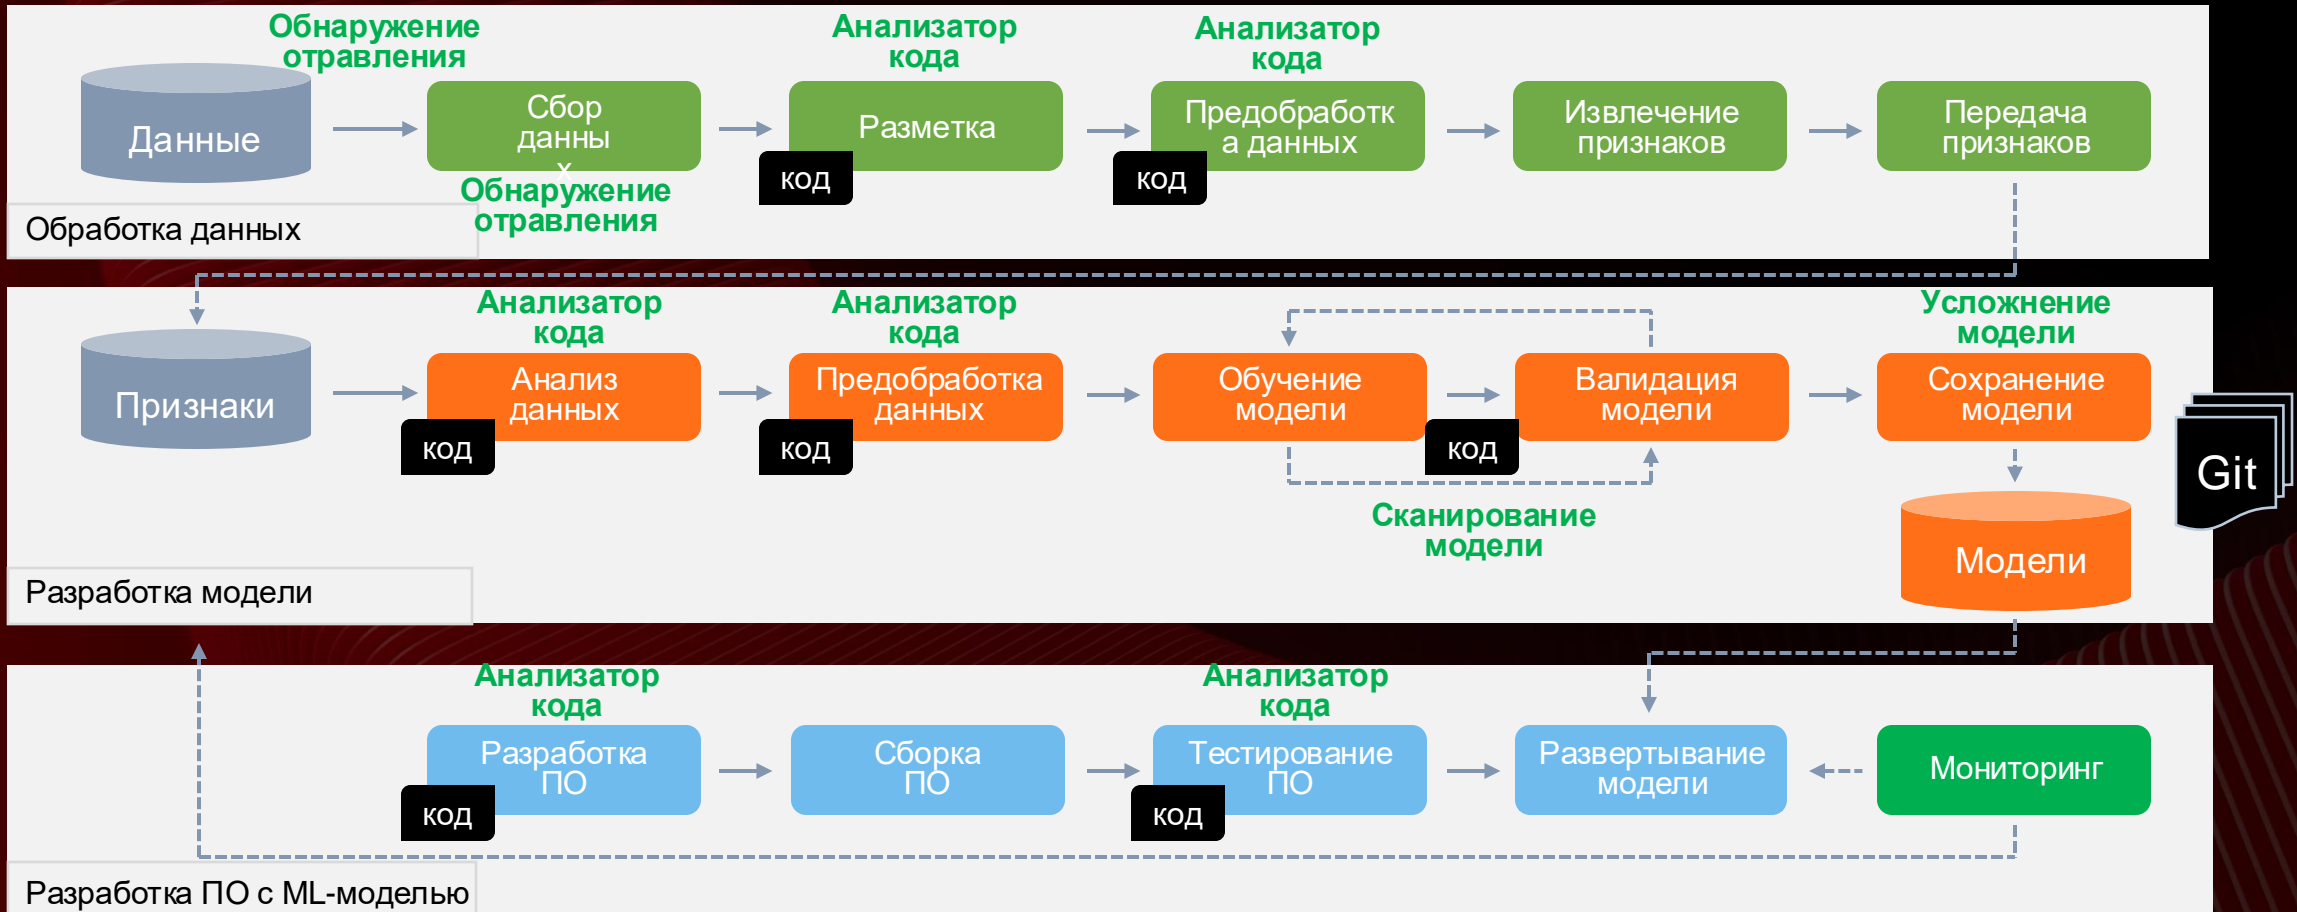 Обнаружение
отравления
Анализатор
кода
Анализатор
кода
Данные
Сбор
данны
х
Разметка
Предобработк
а данных
Извлечение
признаков
Передача
признаков
код
код
Обнаружение
отравления
Обработка данных
Анализатор
кода
Анализатор
кода
Усложнение
модели
Признаки
Анализ
данных
Предобработка
данных
Обучение
модели
Валидация
модели
Сохранение
модели
код
код
код
Git
Сканирование
модели
Модели
Разработка модели
Анализатор
кода
Анализатор
кода
Разработка
ПО
Сборка
ПО
Тестирование
ПО
Развертывание
модели
Мониторинг
код
код
Разработка ПО с ML-моделью